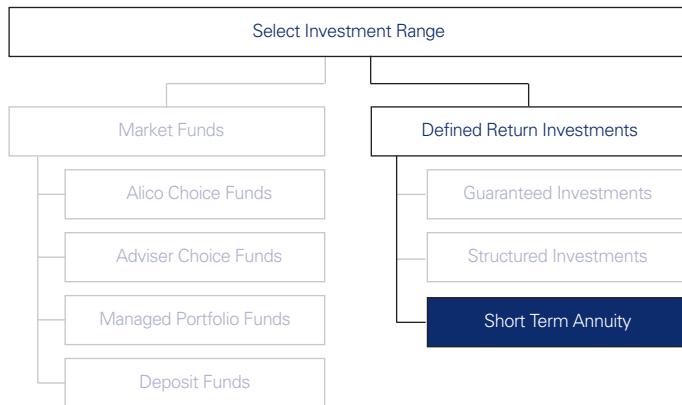 Select Investment Range
Market Funds
Alico Choice Funds
Adviser Choice Funds
Managed Portfolio Funds
Deposit Funds
Defined Return Investments
Guaranteed Investments
Structured Investments
Short Term Annuity